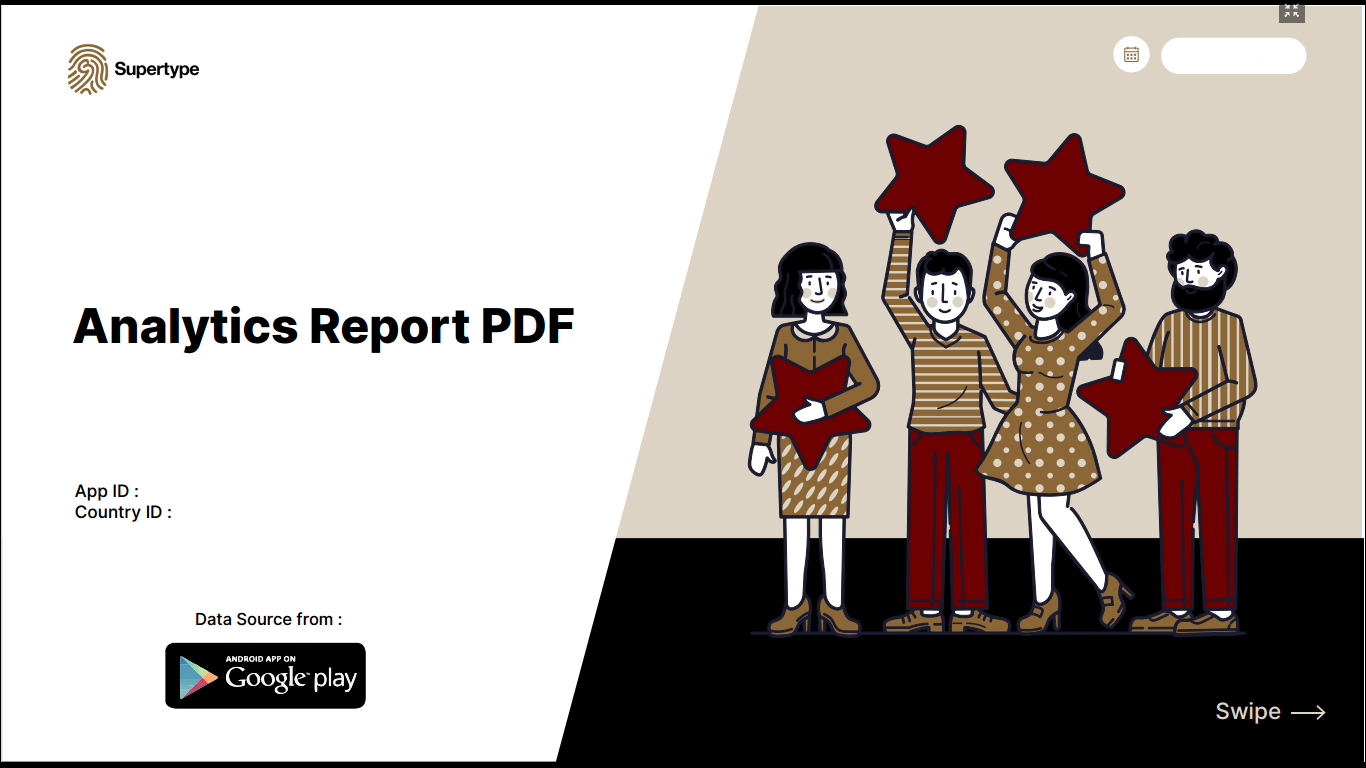 Supertype
Analytics Report PDF
App ID :
Country ID :
Data Source from :
ANDROID APP ON
Google play
Swipe